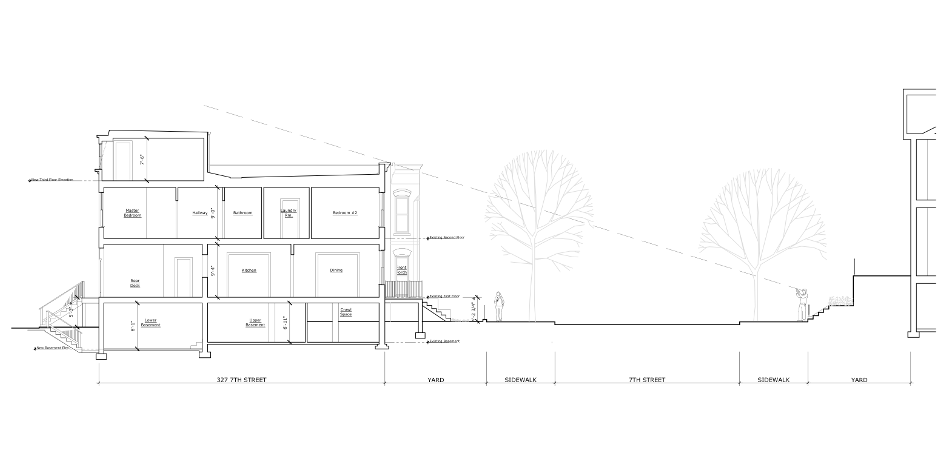 7'-6"
New Third Floor Elevation
Master
Bedroom
Hallway
Bathroom
Laundry
Rm.
Bedroom #2
9'-0"
Existing Second Floor
Rear
Deck
Kitchen
Dining
Front
Porch
9'-4"
Existing First Floor
Lower
Basement
Upper
Basement
Crawl
Space
8'-1"
6'-11"
Existing Basement
New Basement Floor
327 7TH STREET
YARD
SIDEWALK
7TH STREET
SIDEWALK
YARD